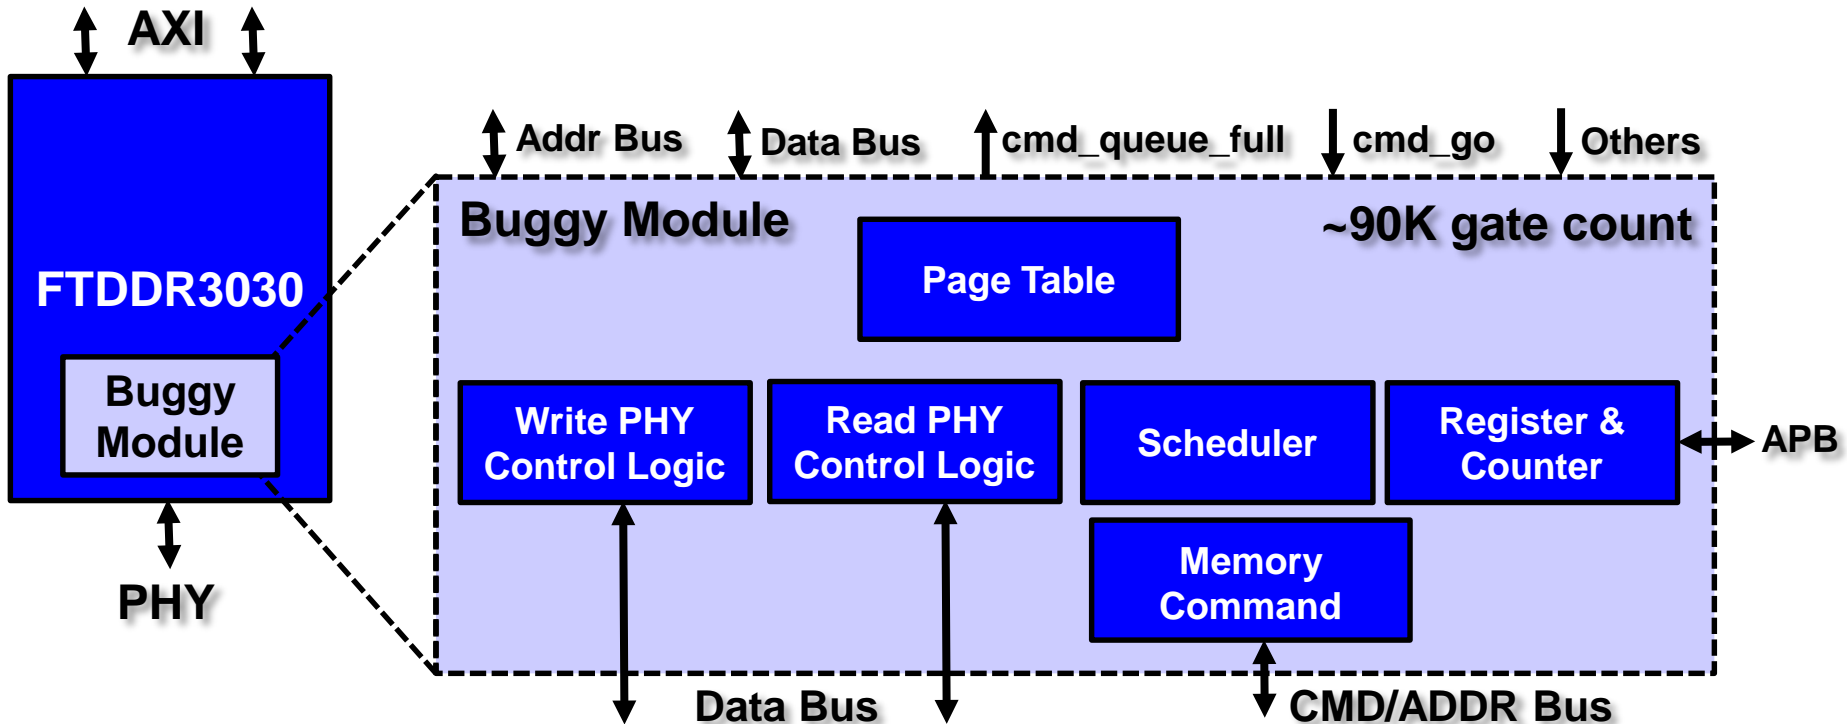 AXI
FTDDR3030
Buggy
Module
PHY
Addr Bus
Data Bus
cmd_queue_full
cmd_go
Others
Buggy Module
~90K gate count
Page Table
Write PHY
Control Logic
Read PHY
Control Logic
Scheduler
Register &
Counter
APB
Memory
Command
Data Bus
CMD/ADDR Bus